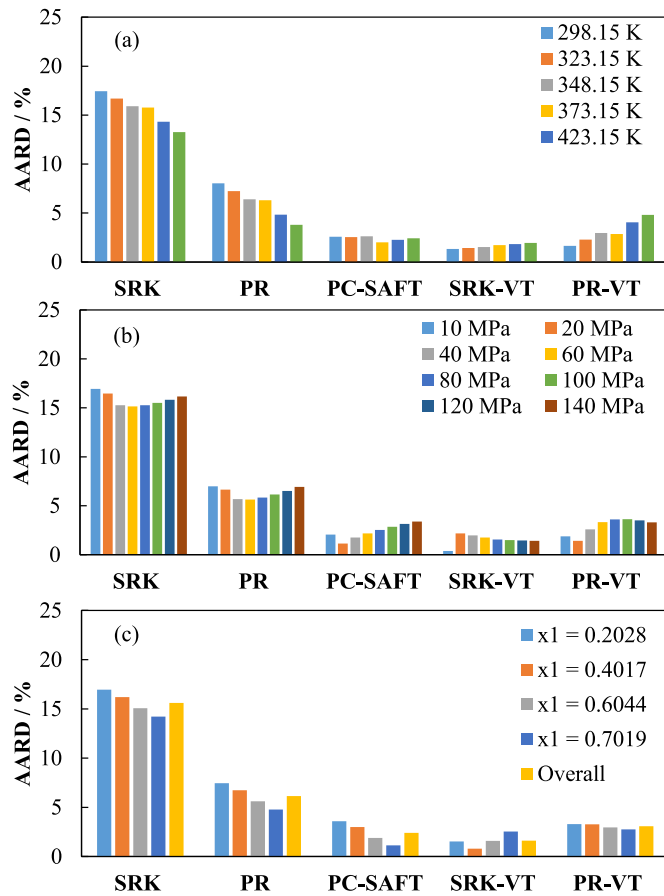 25
20
15
10
5
0
AARD / %
(a)
298.15 K
323.15 K
348.15 K
373.15 K
423.15 K
SRK PR PC-SAFT SRK-VT PR-VT
25
20
15
10
5
0
AARD / %
(b)
10 MPa 20 MPa
40 MPa 60 MPa
80 MPa 100 MPa
120 MPa 140 MPa
SRK PR PC-SAFT SRK-VT PR-VT
25
20
15
10
5
0
AARD / %
(c)
x1 = 0.2028
x1 = 0.4017
x1 = 0.6044
x1 = 0.7019
Overall
SRK PR PC-SAFT SRK-VT PR-VT